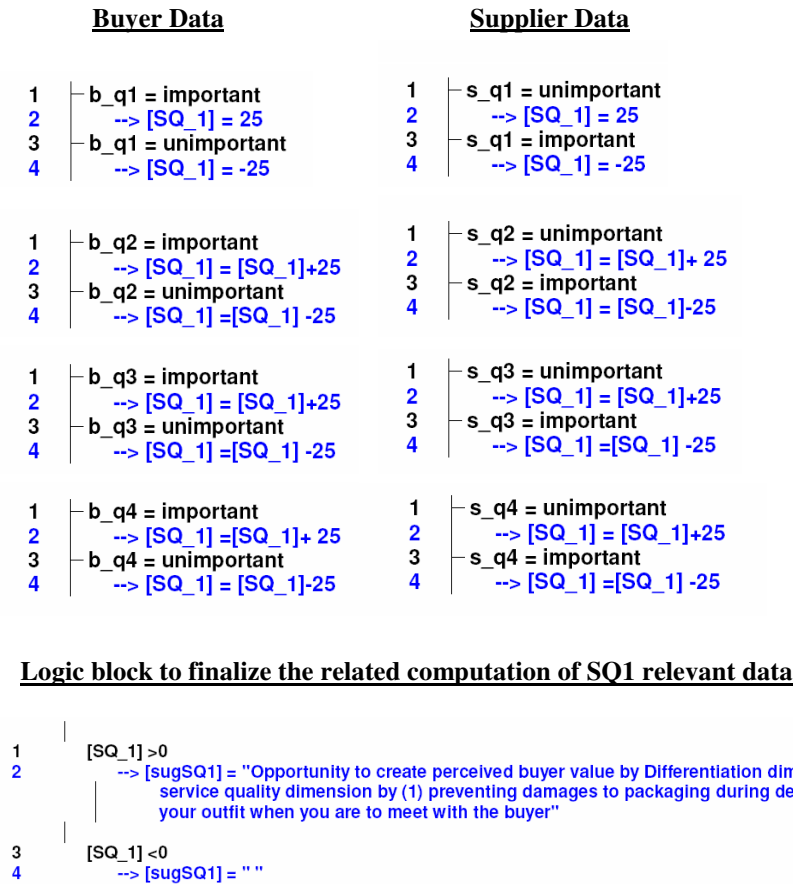 Buyer Data
1 b_q1 = important
2 --> [SQ_1] = 25
3 b_q1 = unimportant
4 --> [SQ_1] = -25
1 b_q2 = important
2 --> [SQ_1] = [SQ_1]+25
3 b_q2 = unimportant
4 --> [SQ_1] =[SQ_1] -25
1 b_q3 = important
2 --> [SQ_1] = [SQ_1]+25
3 b_q3 = unimportant
4 --> [SQ_1] =[SQ_1] -25
1 b_q4 = important
2 --> [SQ_1] =[SQ_1]+ 25
3 b_q4 = unimportant
4 --> [SQ_1] = [SQ_1]-25
Supplier Data
1 s_q1 = unimportant
2 --> [SQ_1] = 25
3 s_q1 = important
4 --> [SQ_1] = -25
1 s_q2 = unimportant
2 --> [SQ_1] = [SQ_1]+ 25
3 s_q2 = important
4 --> [SQ_1] = [SQ_1]-25
1 s_q3 = unimportant
2 --> [SQ_1] = [SQ_1]+25
3 s_q3 = important
4 --> [SQ_1] =[SQ_1] -25
1 s_q4 = unimportant
2 --> [SQ_1] = [SQ_1]+25
3 s_q4 = important
4 --> [SQ_1] =[SQ_1] -25
Logic block to finalize the related computation of SQ1 relevant data
1 [SQ_1] >0
2 --> [sugSQ1] = "Opportunity to create perceived buyer value by Differentiation
service quality dimension by (1) preventing damages to packaging during
your outfit when you are to meet with the buyer"
3 [SQ_1] <0
4 --> [sugSQ1] = " "